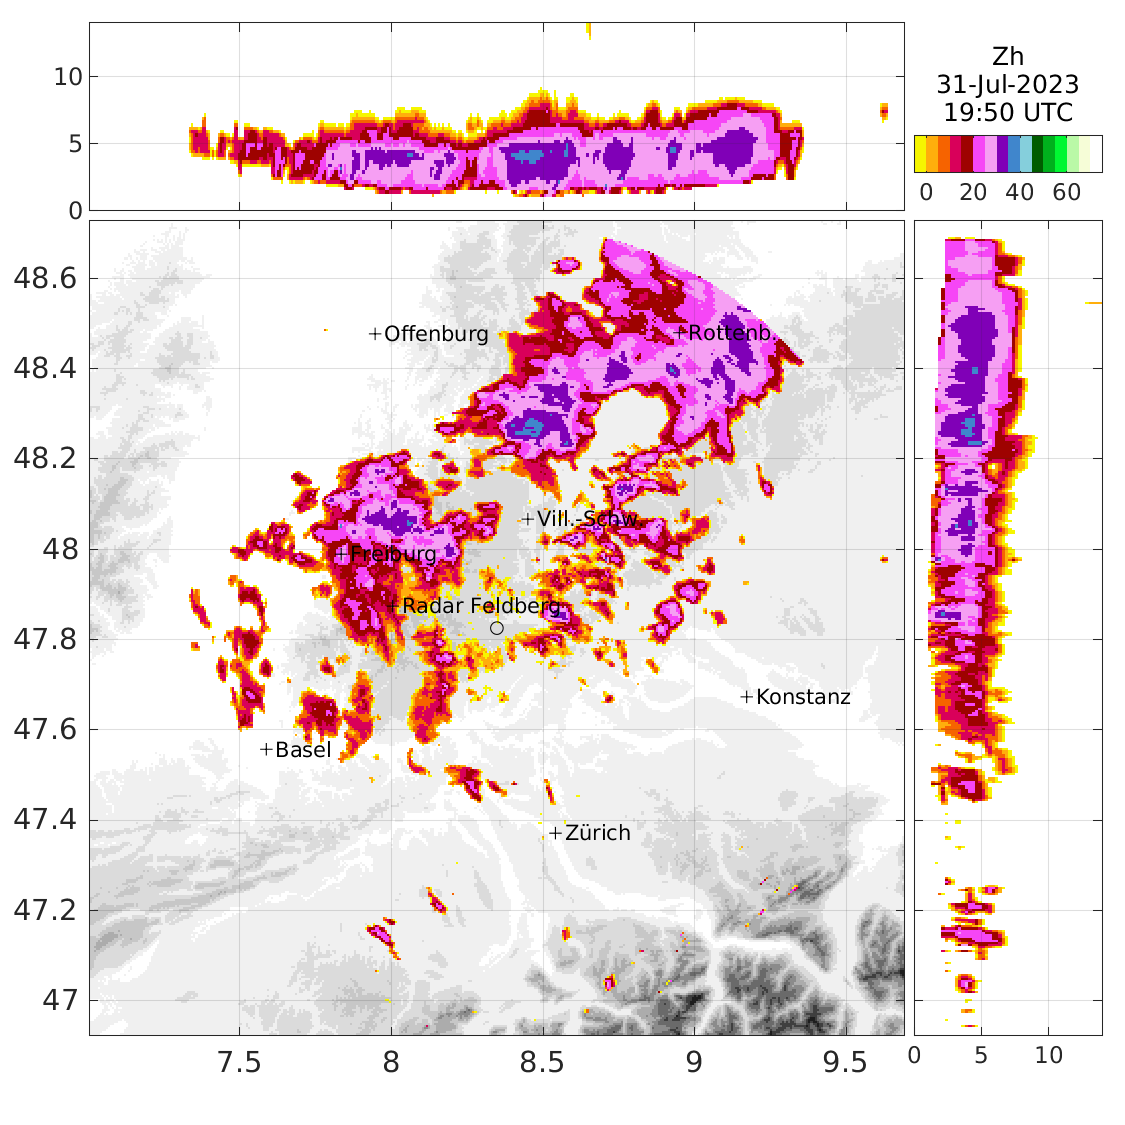 Zh
31-Jul-2023
19:50 UTC
0 20 40 60
10
5
0
48.6
48.4
48.2
48
47.8
47.6
47.4
47.2
47
+Offenburg
+Rottenb.
+Vill.-Schw.
+Freiburg
+Radar Feldberg
+Konstanz
+Basel
+Zürich
7.5 8 8.5 9 9.5
0 5 10